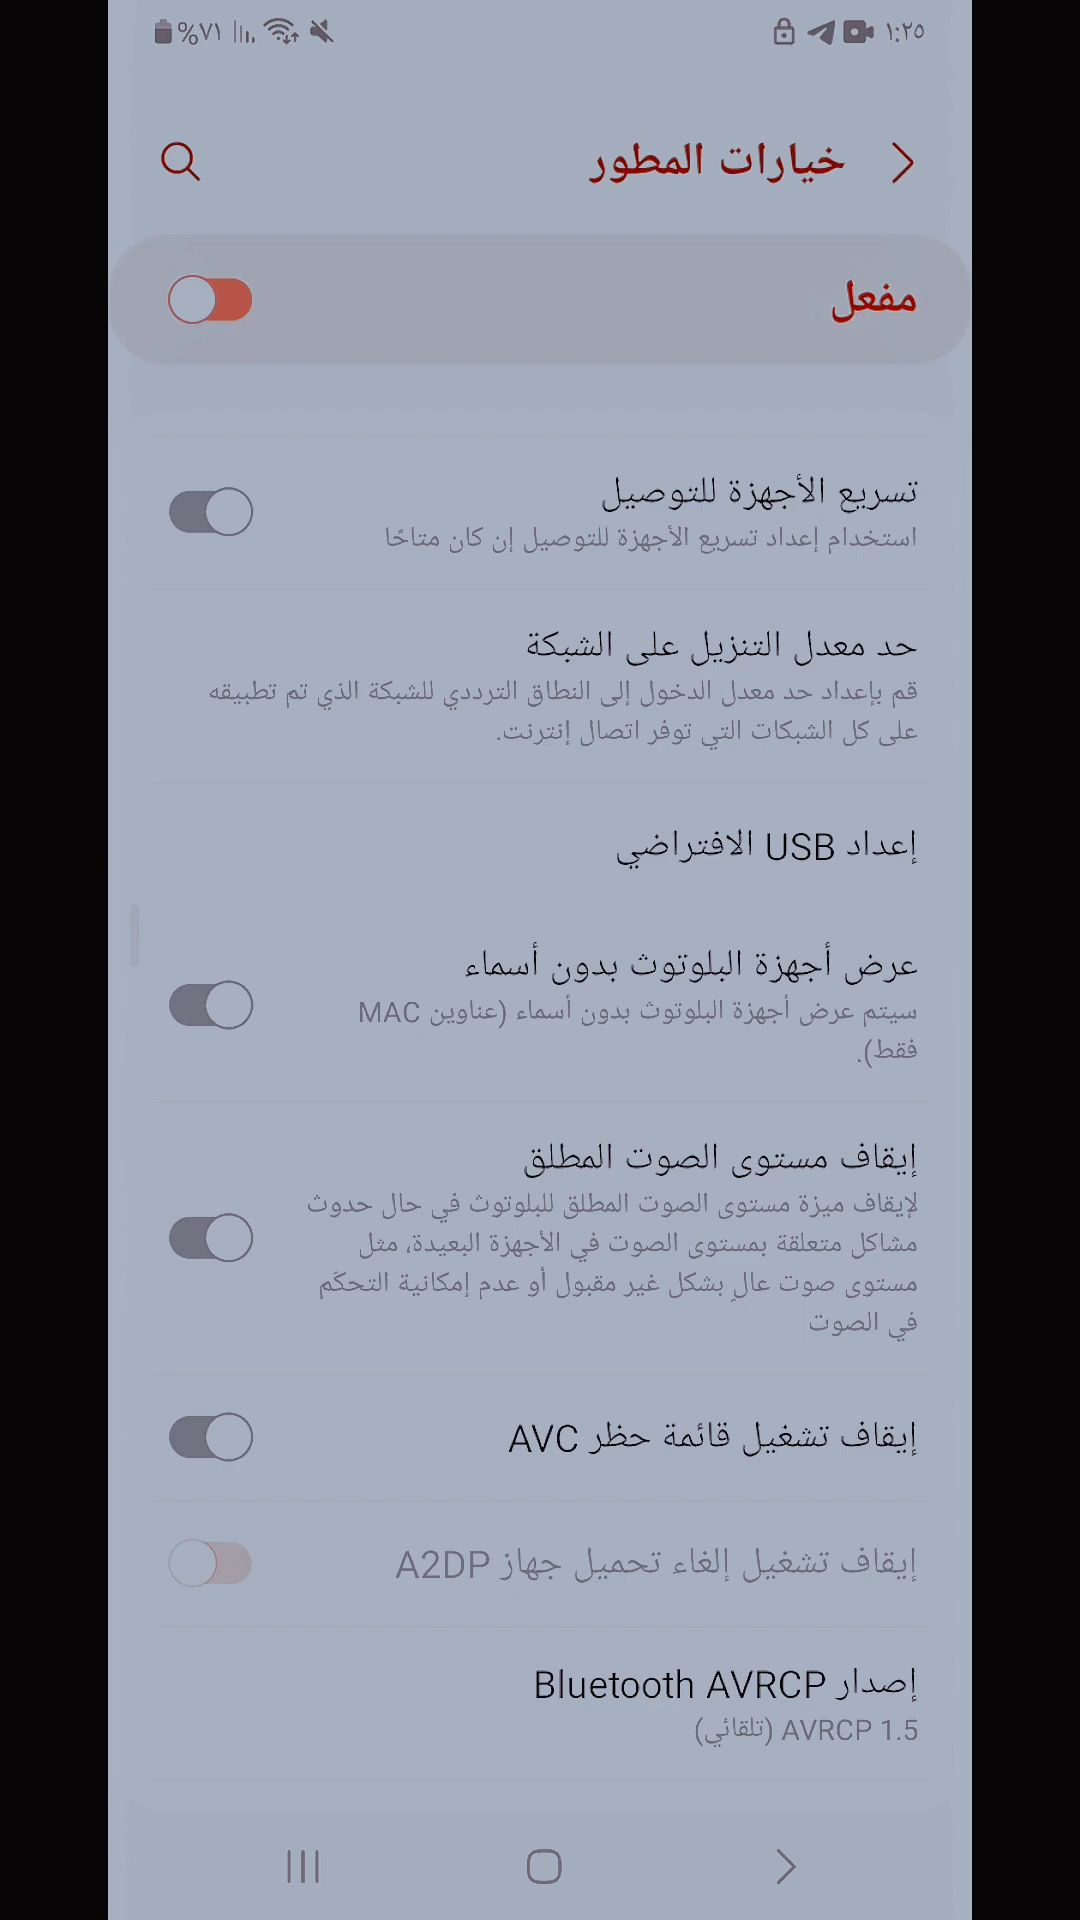 ١:٢٥
%٧١
خيارات المطور
مفعل
تسريع الأجهزة للتوصيل
استخدام إعداد تسريع الأجهزة للتوصيل إن كان متاحًا
حد معدل التنزيل على الشبكة
قم بإعداد حد معدل الدخول إلى النطاق الترددي للشبكة الذي تم تطبيقه
على كل الشبكات التي توفر اتصال إنترنت.
إعداد USB الافتراضي
عرض أجهزة البلوتوث بدون أسماء
سيتم عرض أجهزة البلوتوث بدون أسماء (عناوين MAC
فقط).
إيقاف مستوى الصوت المطلق
لإيقاف ميزة مستوى الصوت المطلق للبلوتوث في حال حدوث
مشاكل متعلقة بمستوى الصوت في الأجهزة البعيدة، مثل
مستوى صوت عالٍ بشكل غير مقبول أو عدم إمكانية التحكّم
في الصوت
إيقاف تشغيل قائمة حظر AVC
إيقاف تشغيل إلغاء تحميل جهاز A2DP
إصدار Bluetooth AVRCP
AVRCP 1.5 (تلقائي)